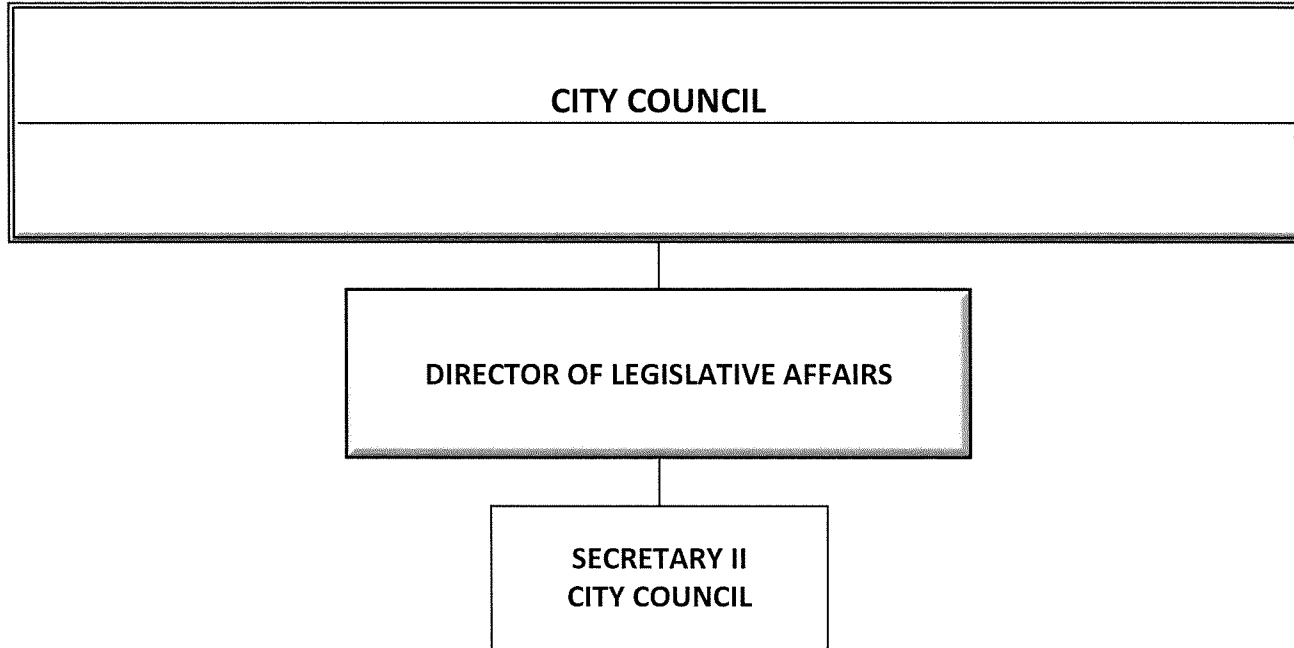 CITY COUNCIL
DIRECTOR OF LEGISLATIVE AFFAIRS
SECRETARY II
CITY COUNCIL